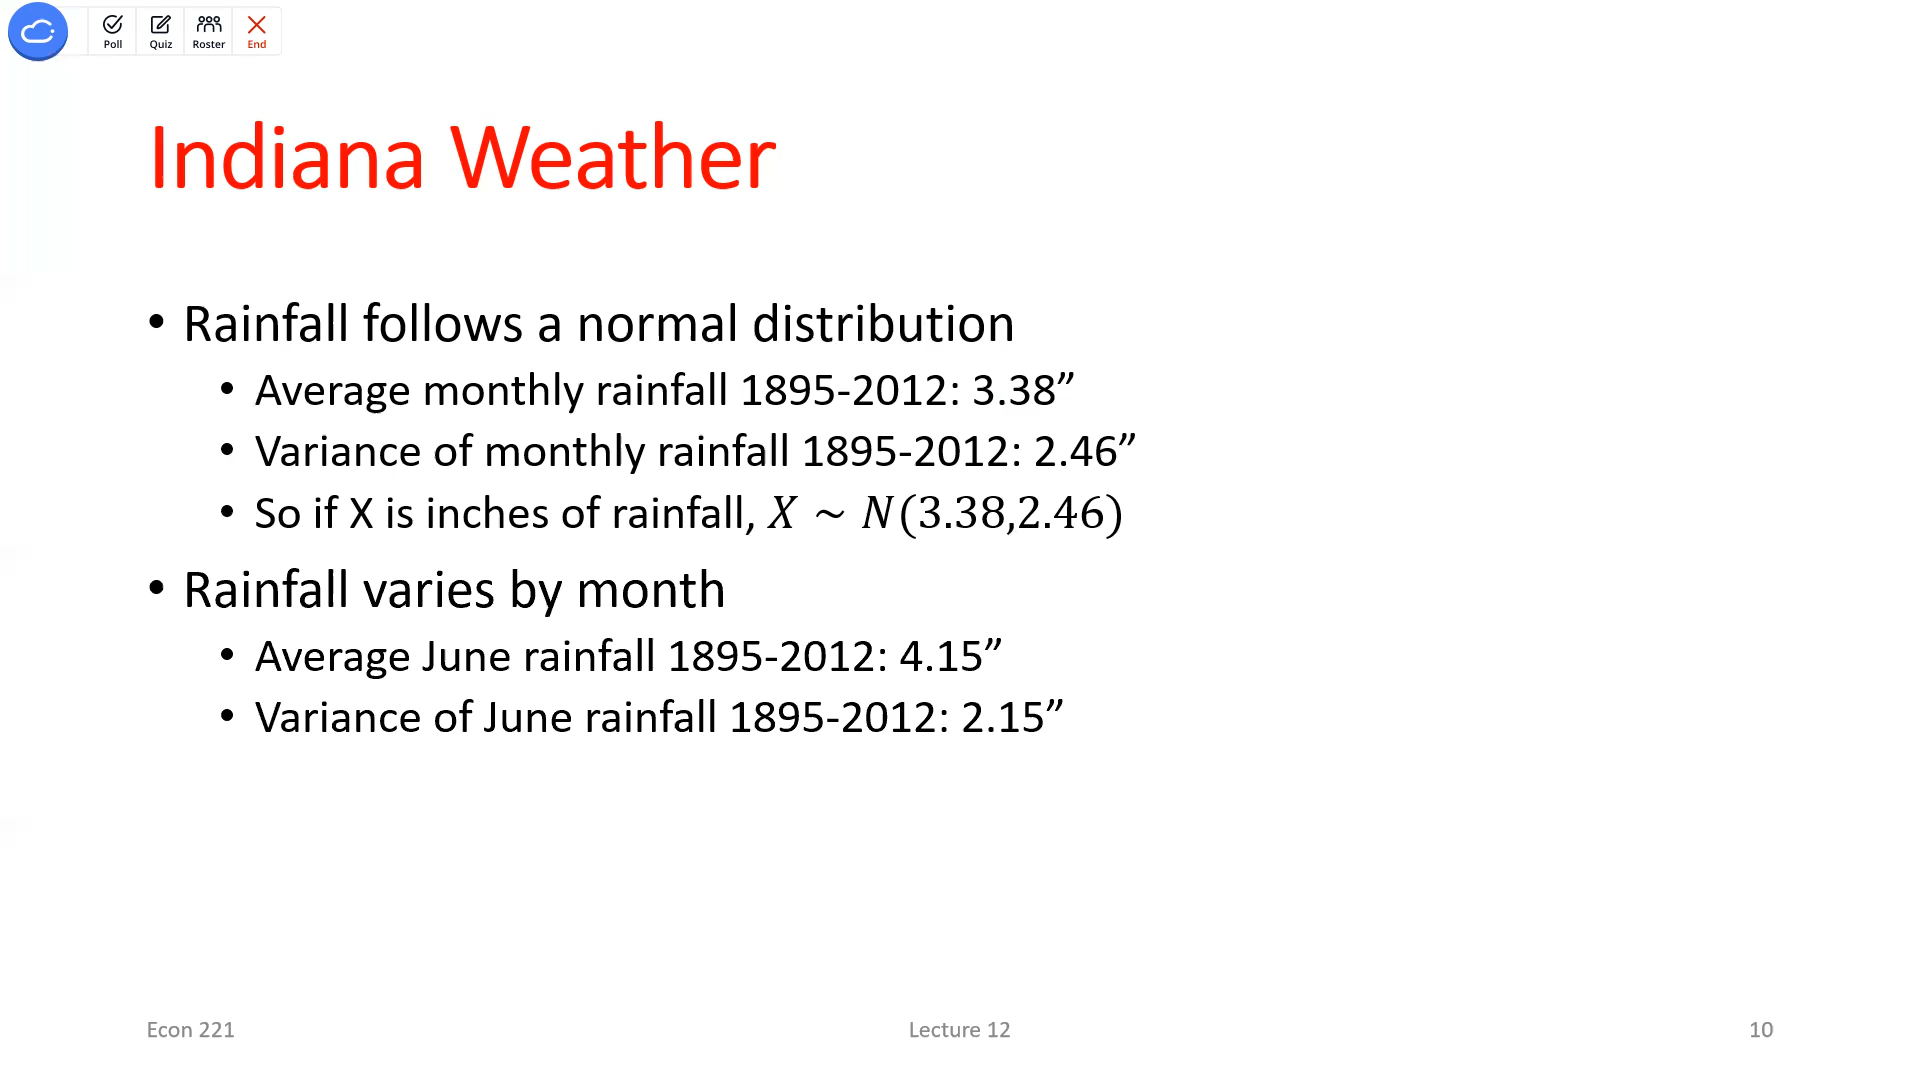 Poll Quiz Roster End
Indiana Weather
• Rainfall follows a normal distribution
• Average monthly rainfall 1895-2012: 3.38”
• Variance of monthly rainfall 1895-2012: 2.46”
• So if X is inches of rainfall, X ~ N(3.38,2.46)
• Rainfall varies by month
• Average June rainfall 1895-2012: 4.15”
• Variance of June rainfall 1895-2012: 2.15”
Econ 221 Lecture 12 10